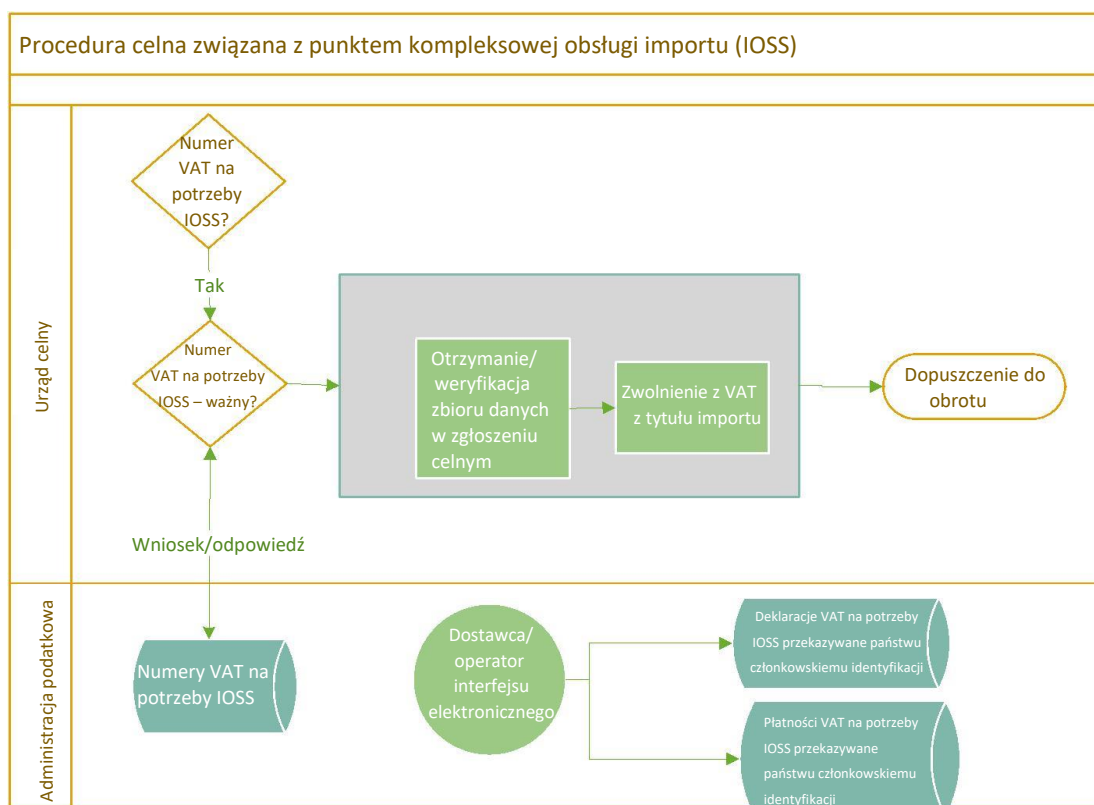 Procedura celna związana z punktem kompleksowej obsługi importu (IOSS)
Urząd celny
Numer
VAT na
potrzeby
IOSS?
Tak
Numer
VAT na potrzeby
IOSS – ważny?
Otrzymanie/
weryfikacja
zbioru danych
w zgłoszeniu
celnym
Zwolnienie z VAT
z tytułu importu
Dopuszczenie do
obrotu
Wniosek/odpowiedź
Administracja podatkowa
Numery VAT na
potrzeby IOSS
Dostawca/
operator
interfejsu
elektronicznego
Deklaracje VAT na potrzeby
IOSS przekazywane państwu
członkowskiemu identyfikacji
Płatności VAT na potrzeby
IOSS przekazywane
państwu członkowskiemu
identyfikacji